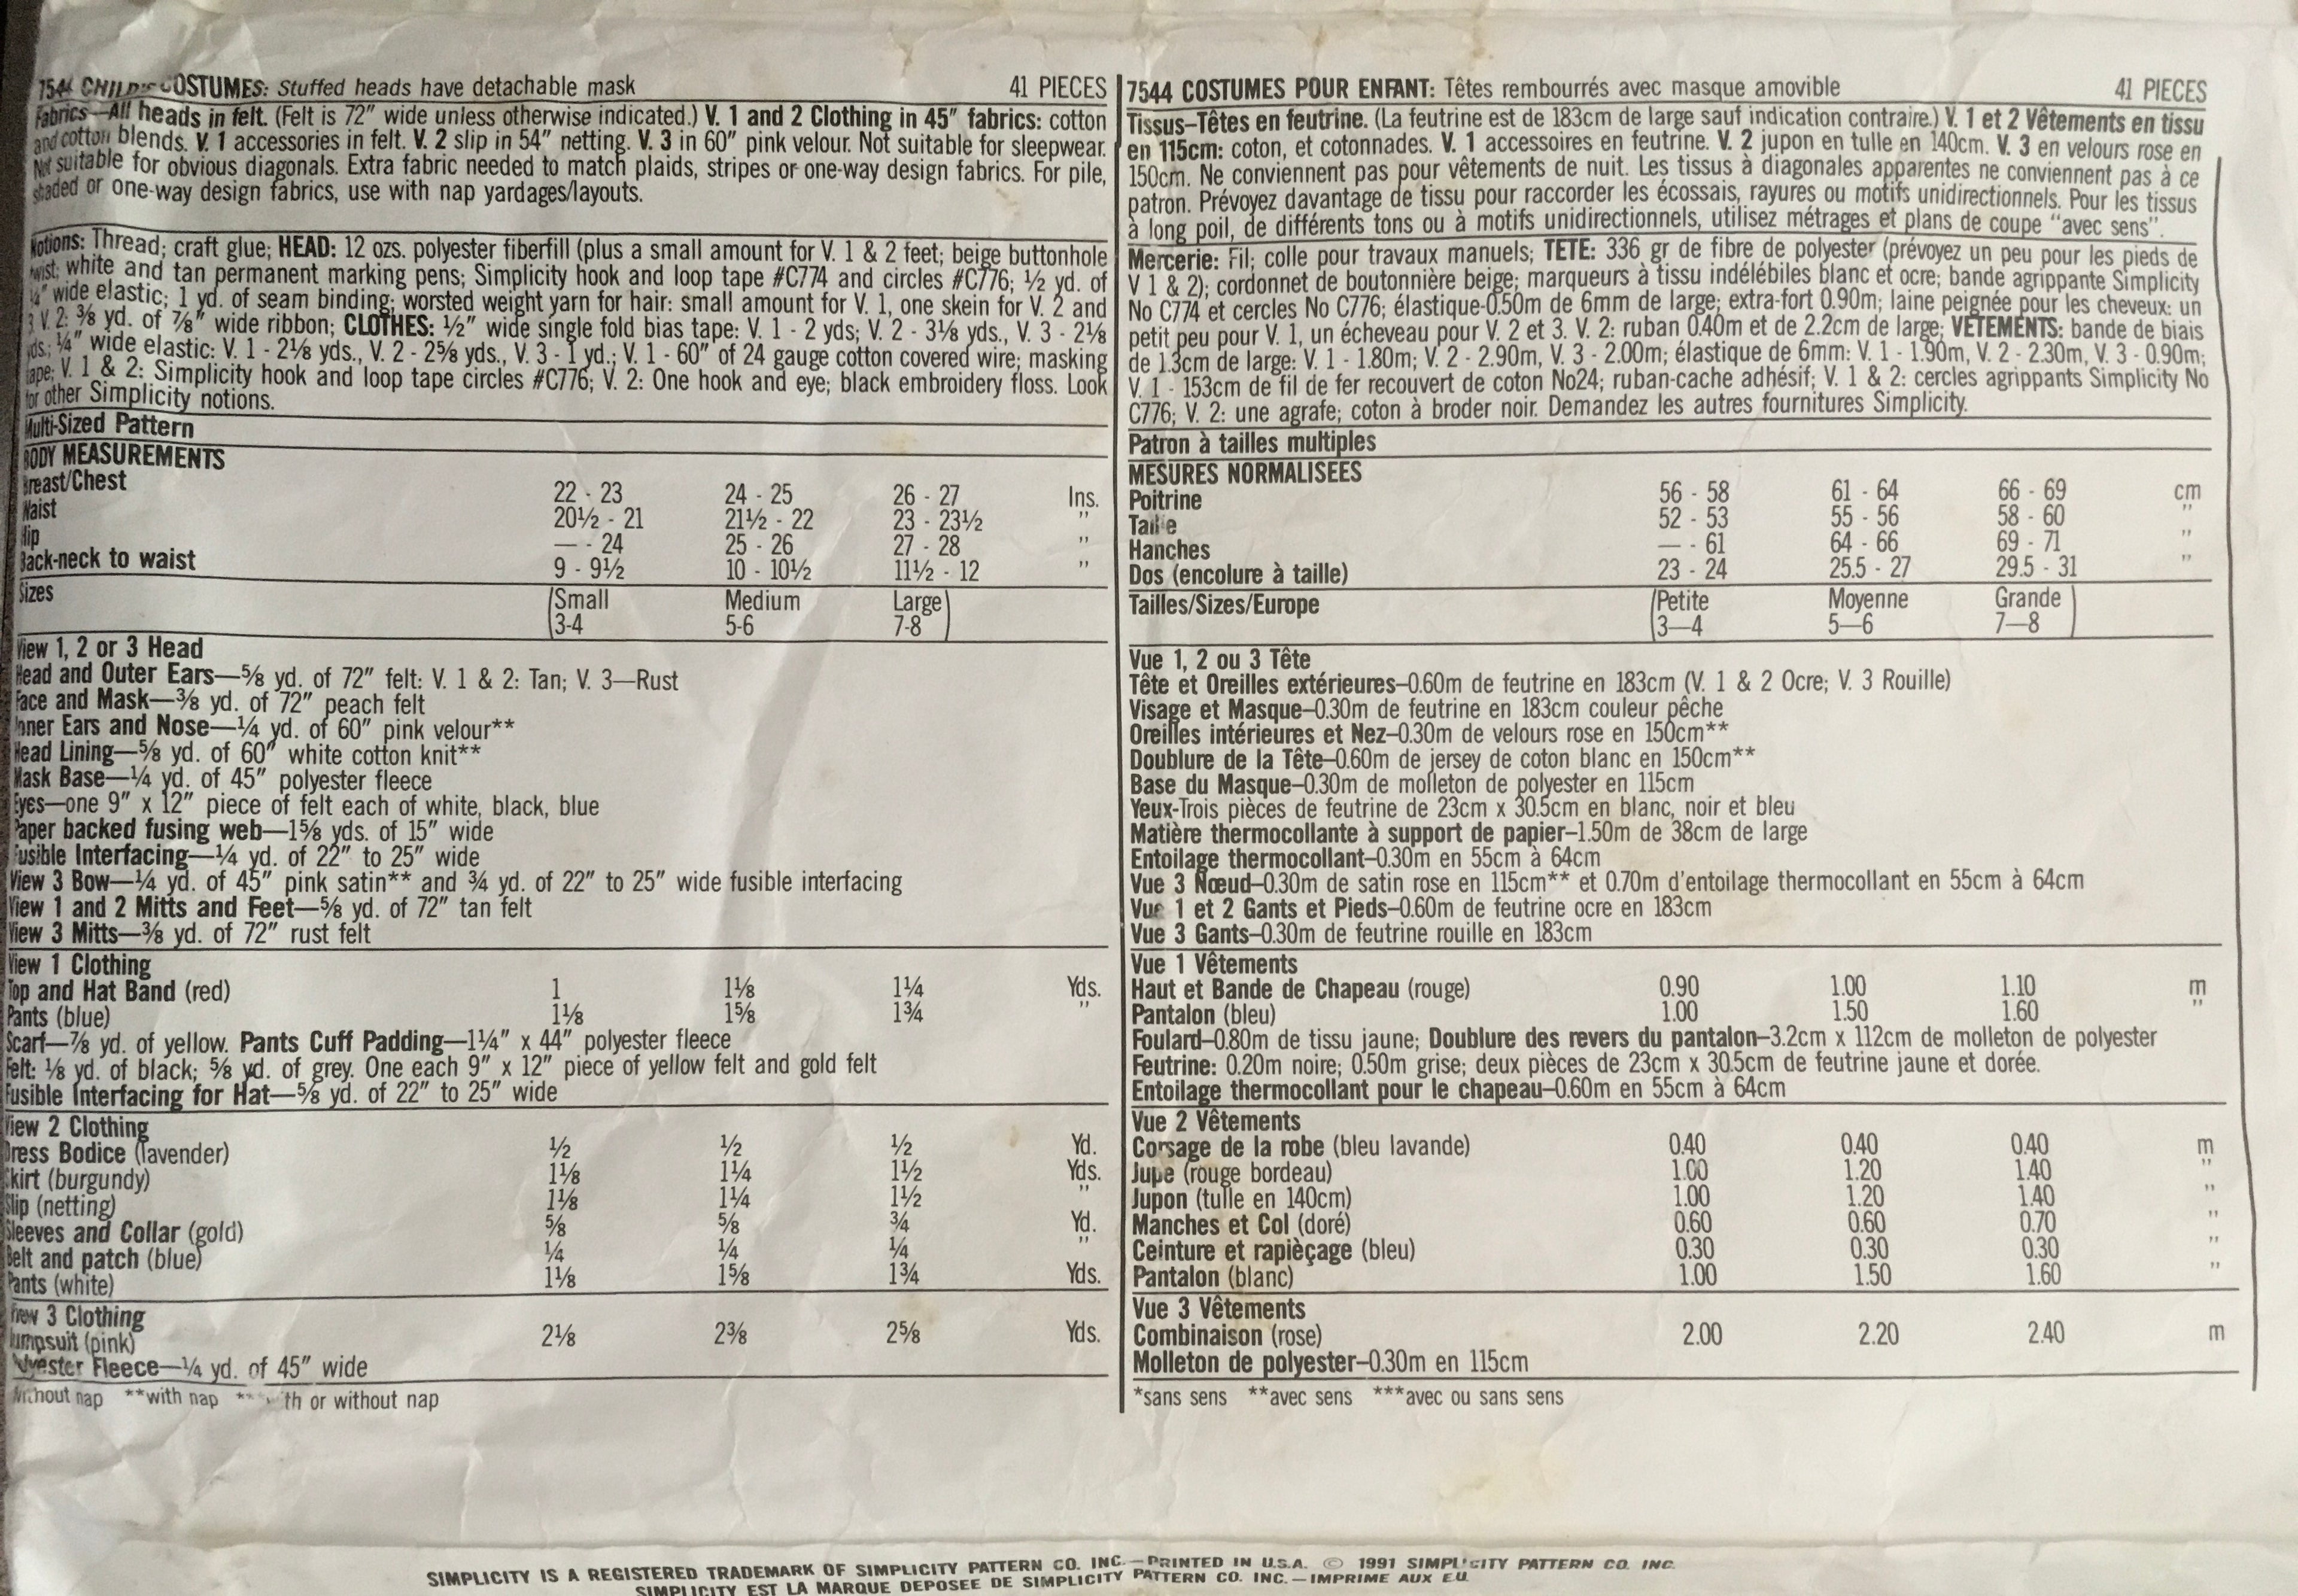 7544 CHILD'S COSTUMES: Stuffed heads have detachable mask 41 PIECES
Fabrics—All heads in felt. (Felt is 72" wide unless otherwise indicated.) V. 1 and 2 Clothing in 45" fabrics: cotton
and cotton blends. V. 1 accessories in felt. V. 2 slip in 54" netting. V. 3 in 60" pink velour. Not suitable for sleepwear.
Not suitable for obvious diagonals. Extra fabric needed to match plaids, stripes or one-way design fabrics. For pile,
shaded or one-way design fabrics, use with nap yardages/layouts.
Notions: Thread; craft glue; HEAD: 12 ozs. polyester fiberfill (plus a small amount for V. 1 & 2 feet; beige buttonhole
twist; white and tan permanent marking pens; Simplicity hook and loop tape #C774 and circles #C776; ½ yd. of
¼" wide elastic; 1 yd. of seam binding; worsted weight yarn for hair: small amount for V. 1, one skein for V. 2 and
3 V. 2: ⅜ yd. of ⅞" wide ribbon; CLOTHES: ½" wide single fold bias tape: V. 1 - 2 yds; V. 2 - 3⅛ yds., V. 3 - 2⅛
yds.; ¼" wide elastic: V. 1 - 2⅛ yds., V. 2 - 2⅝ yds., V. 3 - 1 yd.; V. 1 - 60" of 24 gauge cotton covered wire; masking
tape; V. 1 & 2: Simplicity hook and loop tape circles #C776; V. 2: One hook and eye; black embroidery floss. Look
for other Simplicity notions.
Multi-Sized Pattern
BODY MEASUREMENTS
Breast/Chest 22 - 23 24 - 25 26 - 27 Ins.
Waist 20½ - 21 21½ - 22 23 - 23½ "
Hip — - 24 25 - 26 27 - 28 "
Back-neck to waist 9 - 9½ 10 - 10½ 11½ - 12 "
Sizes (Small Medium Large)
3-4 5-6 7-8
View 1, 2 or 3 Head
Head and Outer Ears—⅝ yd. of 72" felt: V. 1 & 2: Tan; V. 3—Rust
Face and Mask—⅜ yd. of 72" peach felt
Inner Ears and Nose—¼ yd. of 60" pink velour**
Head Lining—⅝ yd. of 60" white cotton knit**
Mask Base—¼ yd. of 45" polyester fleece
Eyes—one 9" x 12" piece of felt each of white, black, blue
Paper backed fusing web—1⅝ yds. of 15" wide
Fusible Interfacing—¼ yd. of 22" to 25" wide
View 3 Bow—¼ yd. of 45" pink satin** and ¾ yd. of 22" to 25" wide fusible interfacing
View 1 and 2 Mitts and Feet—⅝ yd. of 72" tan felt
View 3 Mitts—⅜ yd. of 72" rust felt
View 1 Clothing
Top and Hat Band (red) 1 1⅛ 1¼ Yds.
Pants (blue) 1⅛ 1⅝ 1¾ "
Scarf—⅞ yd. of yellow. Pants Cuff Padding—1¼" x 44" polyester fleece
Felt: ⅛ yd. of black; ⅝ yd. of grey. One each 9" x 12" piece of yellow felt and gold felt
Fusible Interfacing for Hat—⅝ yd. of 22" to 25" wide
View 2 Clothing
Dress Bodice (lavender) ½ ½ ½ Yd.
Skirt (burgundy) 1⅛ 1¼ 1½ Yds.
Slip (netting) 1⅛ 1¼ 1½ "
Sleeves and Collar (gold) ⅝ ⅝ ¾ Yd.
Belt and patch (blue) ¼ ¼ ¼ "
Pants (white) 1⅛ 1⅝ 1¾ Yds.
View 3 Clothing
Jumpsuit (pink) 2⅛ 2⅜ 2⅝ Yds.
Polyester Fleece—¼ yd. of 45" wide
without nap **with nap th or without nap
7544 COSTUMES POUR ENFANT: Têtes rembourrés avec masque amovible 41 PIECES
Tissus–Têtes en feutrine. (La feutrine est de 183cm de large sauf indication contraire.) V. 1 et 2 Vêtements en tissu
en 115cm: coton, et cotonnades. V. 1 accessoires en feutrine. V. 2 jupon en tulle en 140cm. V. 3 en velours rose en
150cm. Ne conviennent pas pour vêtements de nuit. Les tissus à diagonales apparentes ne conviennent pas à ce
patron. Prévoyez davantage de tissu pour raccorder les écossais, rayures ou motifs unidirectionnels. Pour les tissus
à long poil, de différents tons ou à motifs unidirectionnels, utilisez métrages et plans de coupe "avec sens".
Mercerie: Fil; colle pour travaux manuels; TETE: 336 gr de fibre de polyester (prévoyez un peu pour les pieds de
V 1 & 2); cordonnet de boutonnière beige; marqueurs à tissu indélébiles blanc et ocre; bande agrippante Simplicity
No C774 et cercles No C776; élastique-0.50m de 6mm de large; extra-fort 0.90m; laine peignée pour les cheveux: un
petit peu pour V. 1, un écheveau pour V. 2 et 3. V. 2: ruban 0.40m et de 2.2cm de large; VETEMENTS: bande de biais
de 1.3cm de large: V. 1 - 1.80m; V. 2 - 2.90m, V. 3 - 2.00m; élastique de 6mm: V. 1 - 1.90m, V. 2 - 2.30m, V. 3 - 0.90m;
V. 1 - 153cm de fil de fer recouvert de coton No24; ruban-cache adhésif; V. 1 & 2: cercles agrippants Simplicity No
C776; V. 2: une agrafe; coton à broder noir. Demandez les autres fournitures Simplicity.
Patron à tailles multiples
MESURES NORMALISEES
Poitrine 56 - 58 61 - 64 66 - 69 cm
Taille 52 - 53 55 - 56 58 - 60 "
Hanches — - 61 64 - 66 69 - 71 "
Dos (encolure à taille) 23 - 24 25.5 - 27 29.5 - 31 "
Tailles/Sizes/Europe (Petite Moyenne Grande)
3—4 5—6 7—8
Vue 1, 2 ou 3 Tête
Tête et Oreilles extérieures–0.60m de feutrine en 183cm (V. 1 & 2 Ocre; V. 3 Rouille)
Visage et Masque–0.30m de feutrine en 183cm couleur pêche
Oreilles intérieures et Nez–0.30m de velours rose en 150cm**
Doublure de la Tête–0.60m de jersey de coton blanc en 150cm**
Base du Masque–0.30m de molleton de polyester en 115cm
Yeux-Trois pièces de feutrine de 23cm x 30.5cm en blanc, noir et bleu
Matière thermocollante à support de papier–1.50m de 38cm de large
Entoilage thermocollant–0.30m en 55cm à 64cm
Vue 3 Nœud–0.30m de satin rose en 115cm** et 0.70m d'entoilage thermocollant en 55cm à 64cm
Vue 1 et 2 Gants et Pieds–0.60m de feutrine ocre en 183cm
Vue 3 Gants–0.30m de feutrine rouille en 183cm
Vue 1 Vêtements
Haut et Bande de Chapeau (rouge) 0.90 1.00 1.10 m
Pantalon (bleu) 1.00 1.50 1.60 "
Foulard–0.80m de tissu jaune; Doublure des revers du pantalon–3.2cm x 112cm de molleton de polyester
Feutrine: 0.20m noire; 0.50m grise; deux pièces de 23cm x 30.5cm de feutrine jaune et dorée.
Entoilage thermocollant pour le chapeau–0.60m en 55cm à 64cm
Vue 2 Vêtements
Corsage de la robe (bleu lavande) 0.40 0.40 0.40 m
Jupe (rouge bordeau) 1.00 1.20 1.40 "
Jupon (tulle en 140cm) 1.00 1.20 1.40 "
Manches et Col (doré) 0.60 0.60 0.70 "
Ceinture et rapièçage (bleu) 0.30 0.30 0.30 "
Pantalon (blanc) 1.00 1.50 1.60 "
Vue 3 Vêtements
Combinaison (rose) 2.00 2.20 2.40 m
Molleton de polyester–0.30m en 115cm
*sans sens **avec sens ***avec ou sans sens
SIMPLICITY IS A REGISTERED TRADEMARK OF SIMPLICITY PATTERN CO. INC.—PRINTED IN U.S.A. © 1991 SIMPLICITY PATTERN CO. INC.
SIMPLICITY EST LA MARQUE DEPOSEE DE SIMPLICITY PATTERN CO. INC.—IMPRIME AUX E.U.